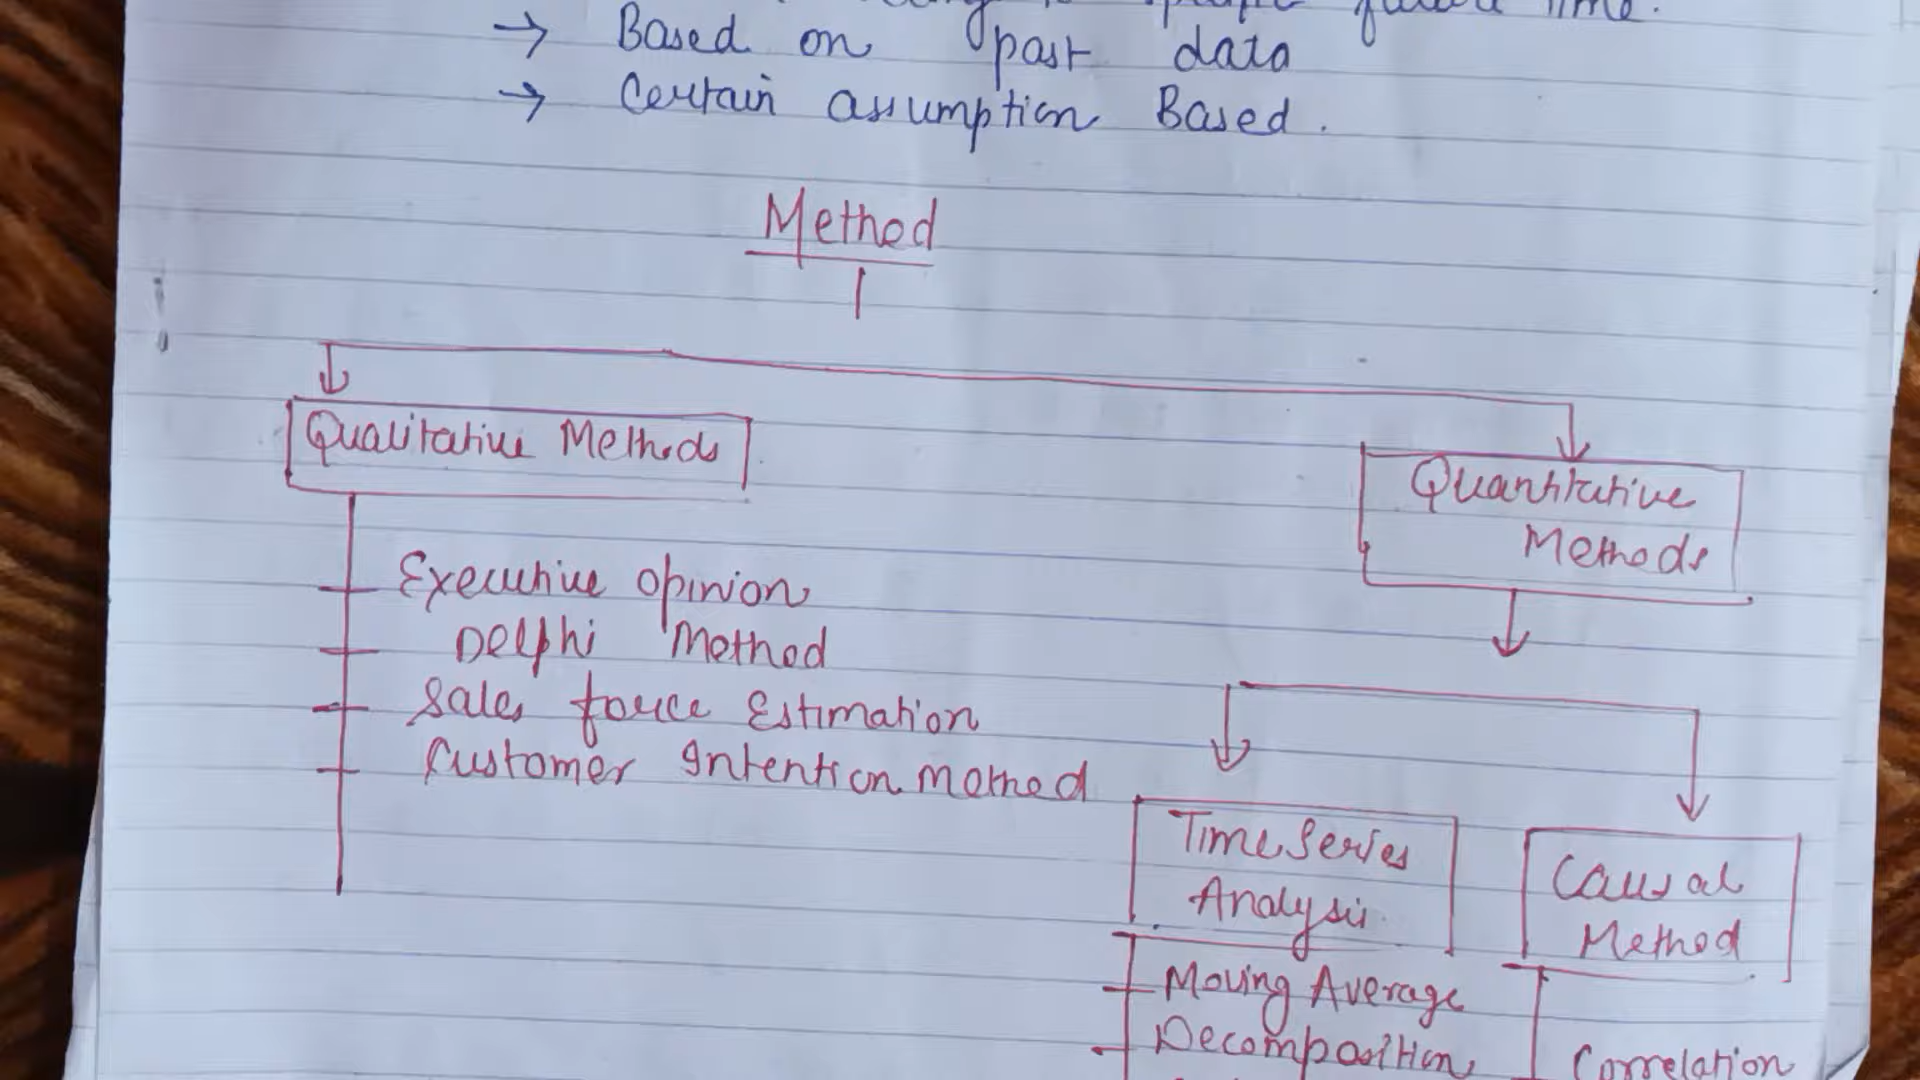 → Based on past data
→ Certain assumption Based.
Method
Qualitative Methods
Executive opinion
Delphi Method
Sales force Estimation
Customer Intention method
Quantitative
Methods
Time Series
Analysis
Moving Average
Decomposition
Causal
Method
Correlation